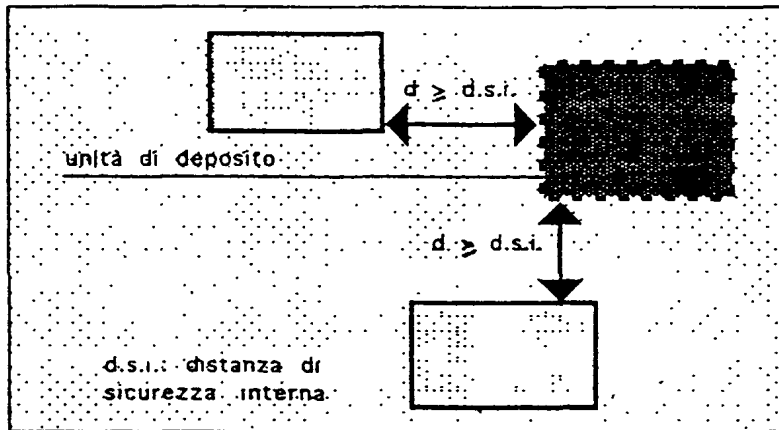 d ⩾ d.s.i.
unità di deposito
d ⩾ d.s.i.
d.s.i.: distanza di
sicurezza interna